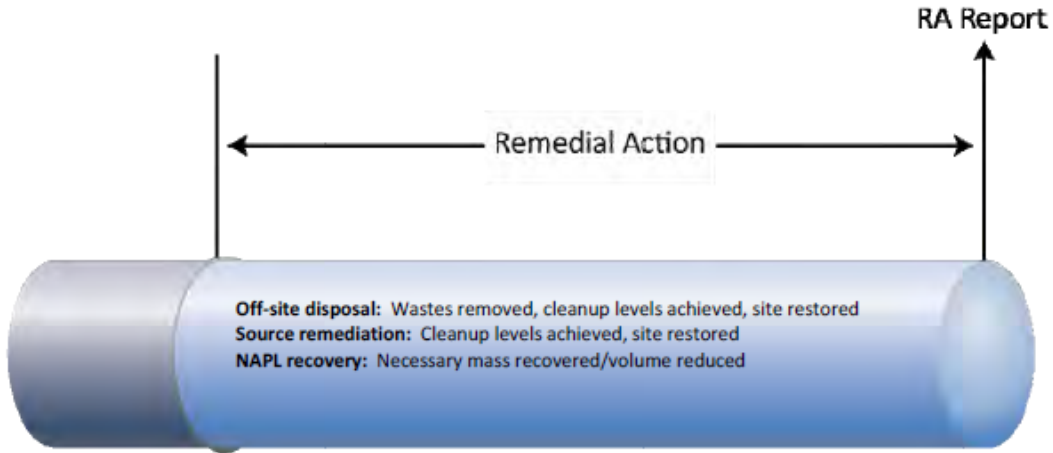 RA Report
Remedial Action
Off-site disposal: Wastes removed, cleanup levels achieved, site restored
Source remediation: Cleanup levels achieved, site restored
NAPL recovery: Necessary mass recovered/volume reduced